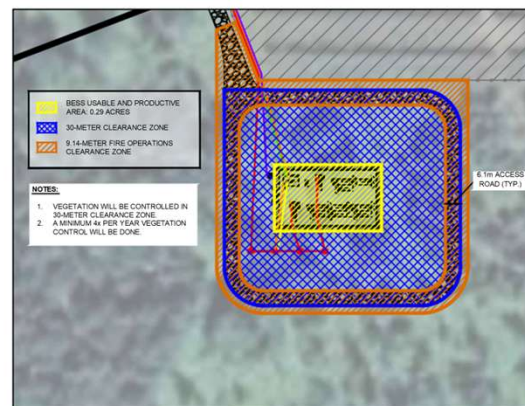 BESS USABLE AND PRODUCTIVE
AREA: 0.29 ACRES
30-METER CLEARANCE ZONE
9.14-METER FIRE OPERATIONS
CLEARANCE ZONE
NOTES:
1. VEGETATION WILL BE CONTROLLED IN
30-METER CLEARANCE ZONE.
2. A MINIMUM 4x PER YEAR VEGETATION
CONTROL WILL BE DONE.
6.1m ACCESS
ROAD (TYP.)